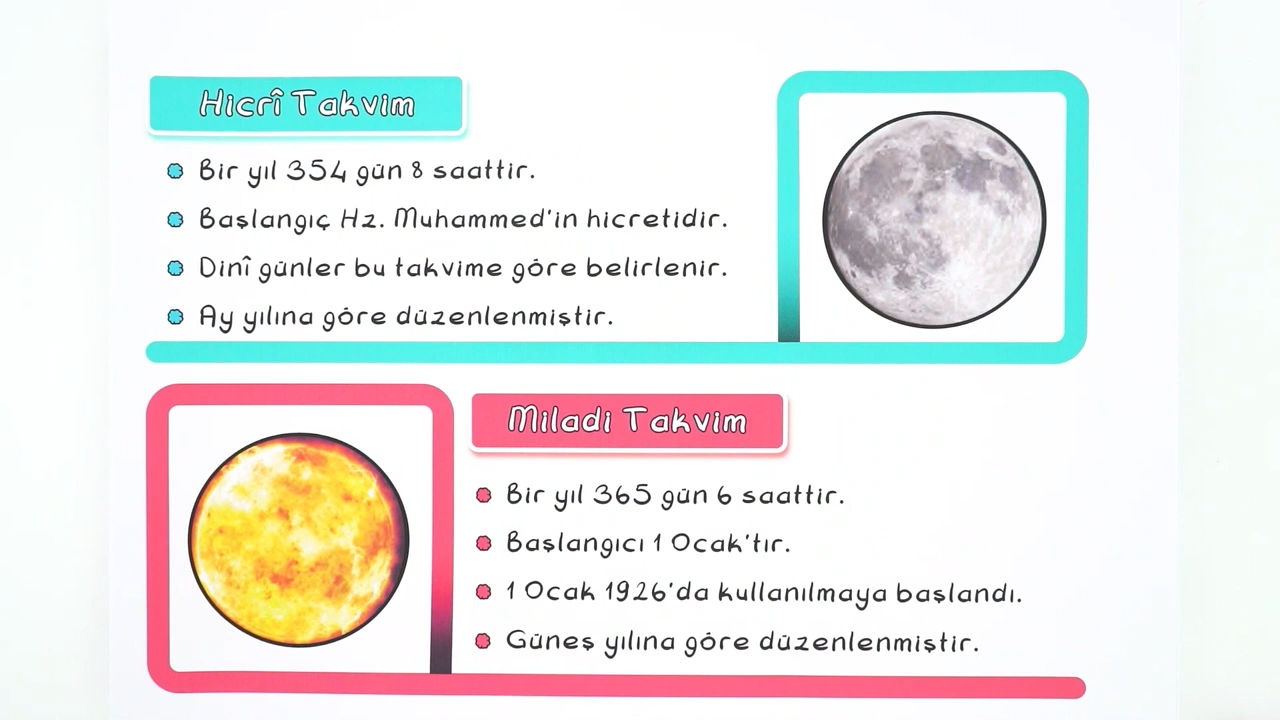 Hicrî Takvim
Bir yıl 354 gün 8 saattir.
Başlangıç Hz. Muhammed'in hicretidir.
Dinî günler bu takvime göre belirlenir.
Ay yılına göre düzenlenmiştir.
Miladi Takvim
Bir yıl 365 gün 6 saattir.
Başlangıcı 1 Ocak'tır.
1 Ocak 1926'da kullanılmaya başlandı.
Güneş yılına göre düzenlenmiştir.